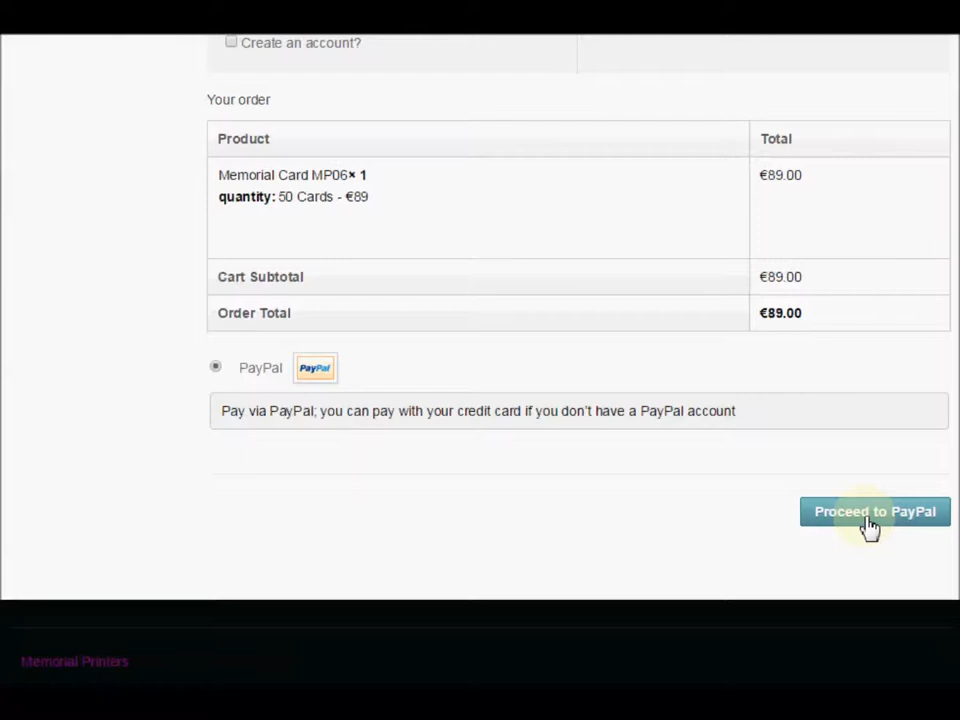 Create an account?
Your order
Product Total
Memorial Card MP06× 1 €89.00
quantity: 50 Cards - €89
Cart Subtotal €89.00
Order Total €89.00
PayPal PayPal
Pay via PayPal; you can pay with your credit card if you don’t have a PayPal account
Proceed to PayPal
Memorial Printers